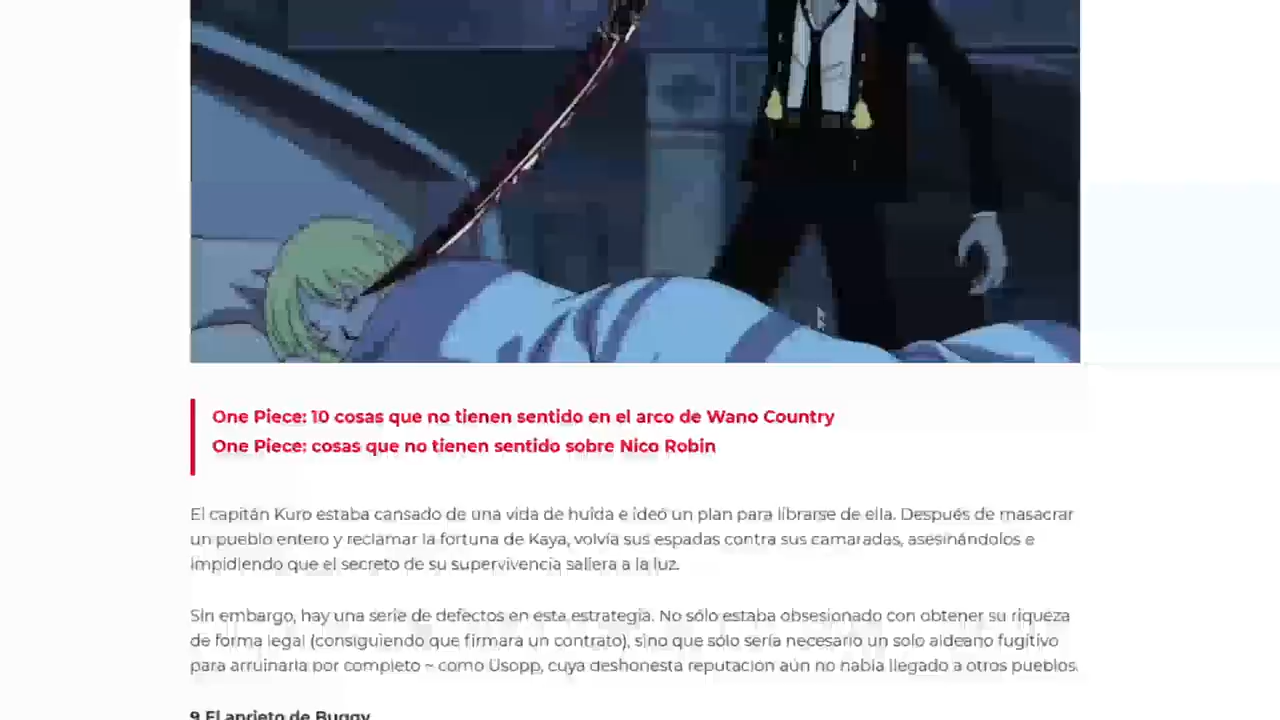 One Piece: 10 cosas que no tienen sentido en el arco de Wano Country
One Piece: cosas que no tienen sentido sobre Nico Robin
El capitán Kuro estaba cansado de una vida de huida e ideó un plan para librarse de ella. Después de masacrar
un pueblo entero y reclamar la fortuna de Kaya, volvía sus espadas contra sus camaradas, asesinándolos e
impidiendo que el secreto de su supervivencia saliera a la luz.
Sin embargo, hay una serie de defectos en esta estrategia. No sólo estaba obsesionado con obtener su riqueza
de forma legal (consiguiendo que firmara un contrato), sino que sólo sería necesario un solo aldeano fugitivo
para arruinarla por completo – como Usopp, cuya deshonesta reputación aún no había llegado a otros pueblos.
9 El aprieto de Buggy